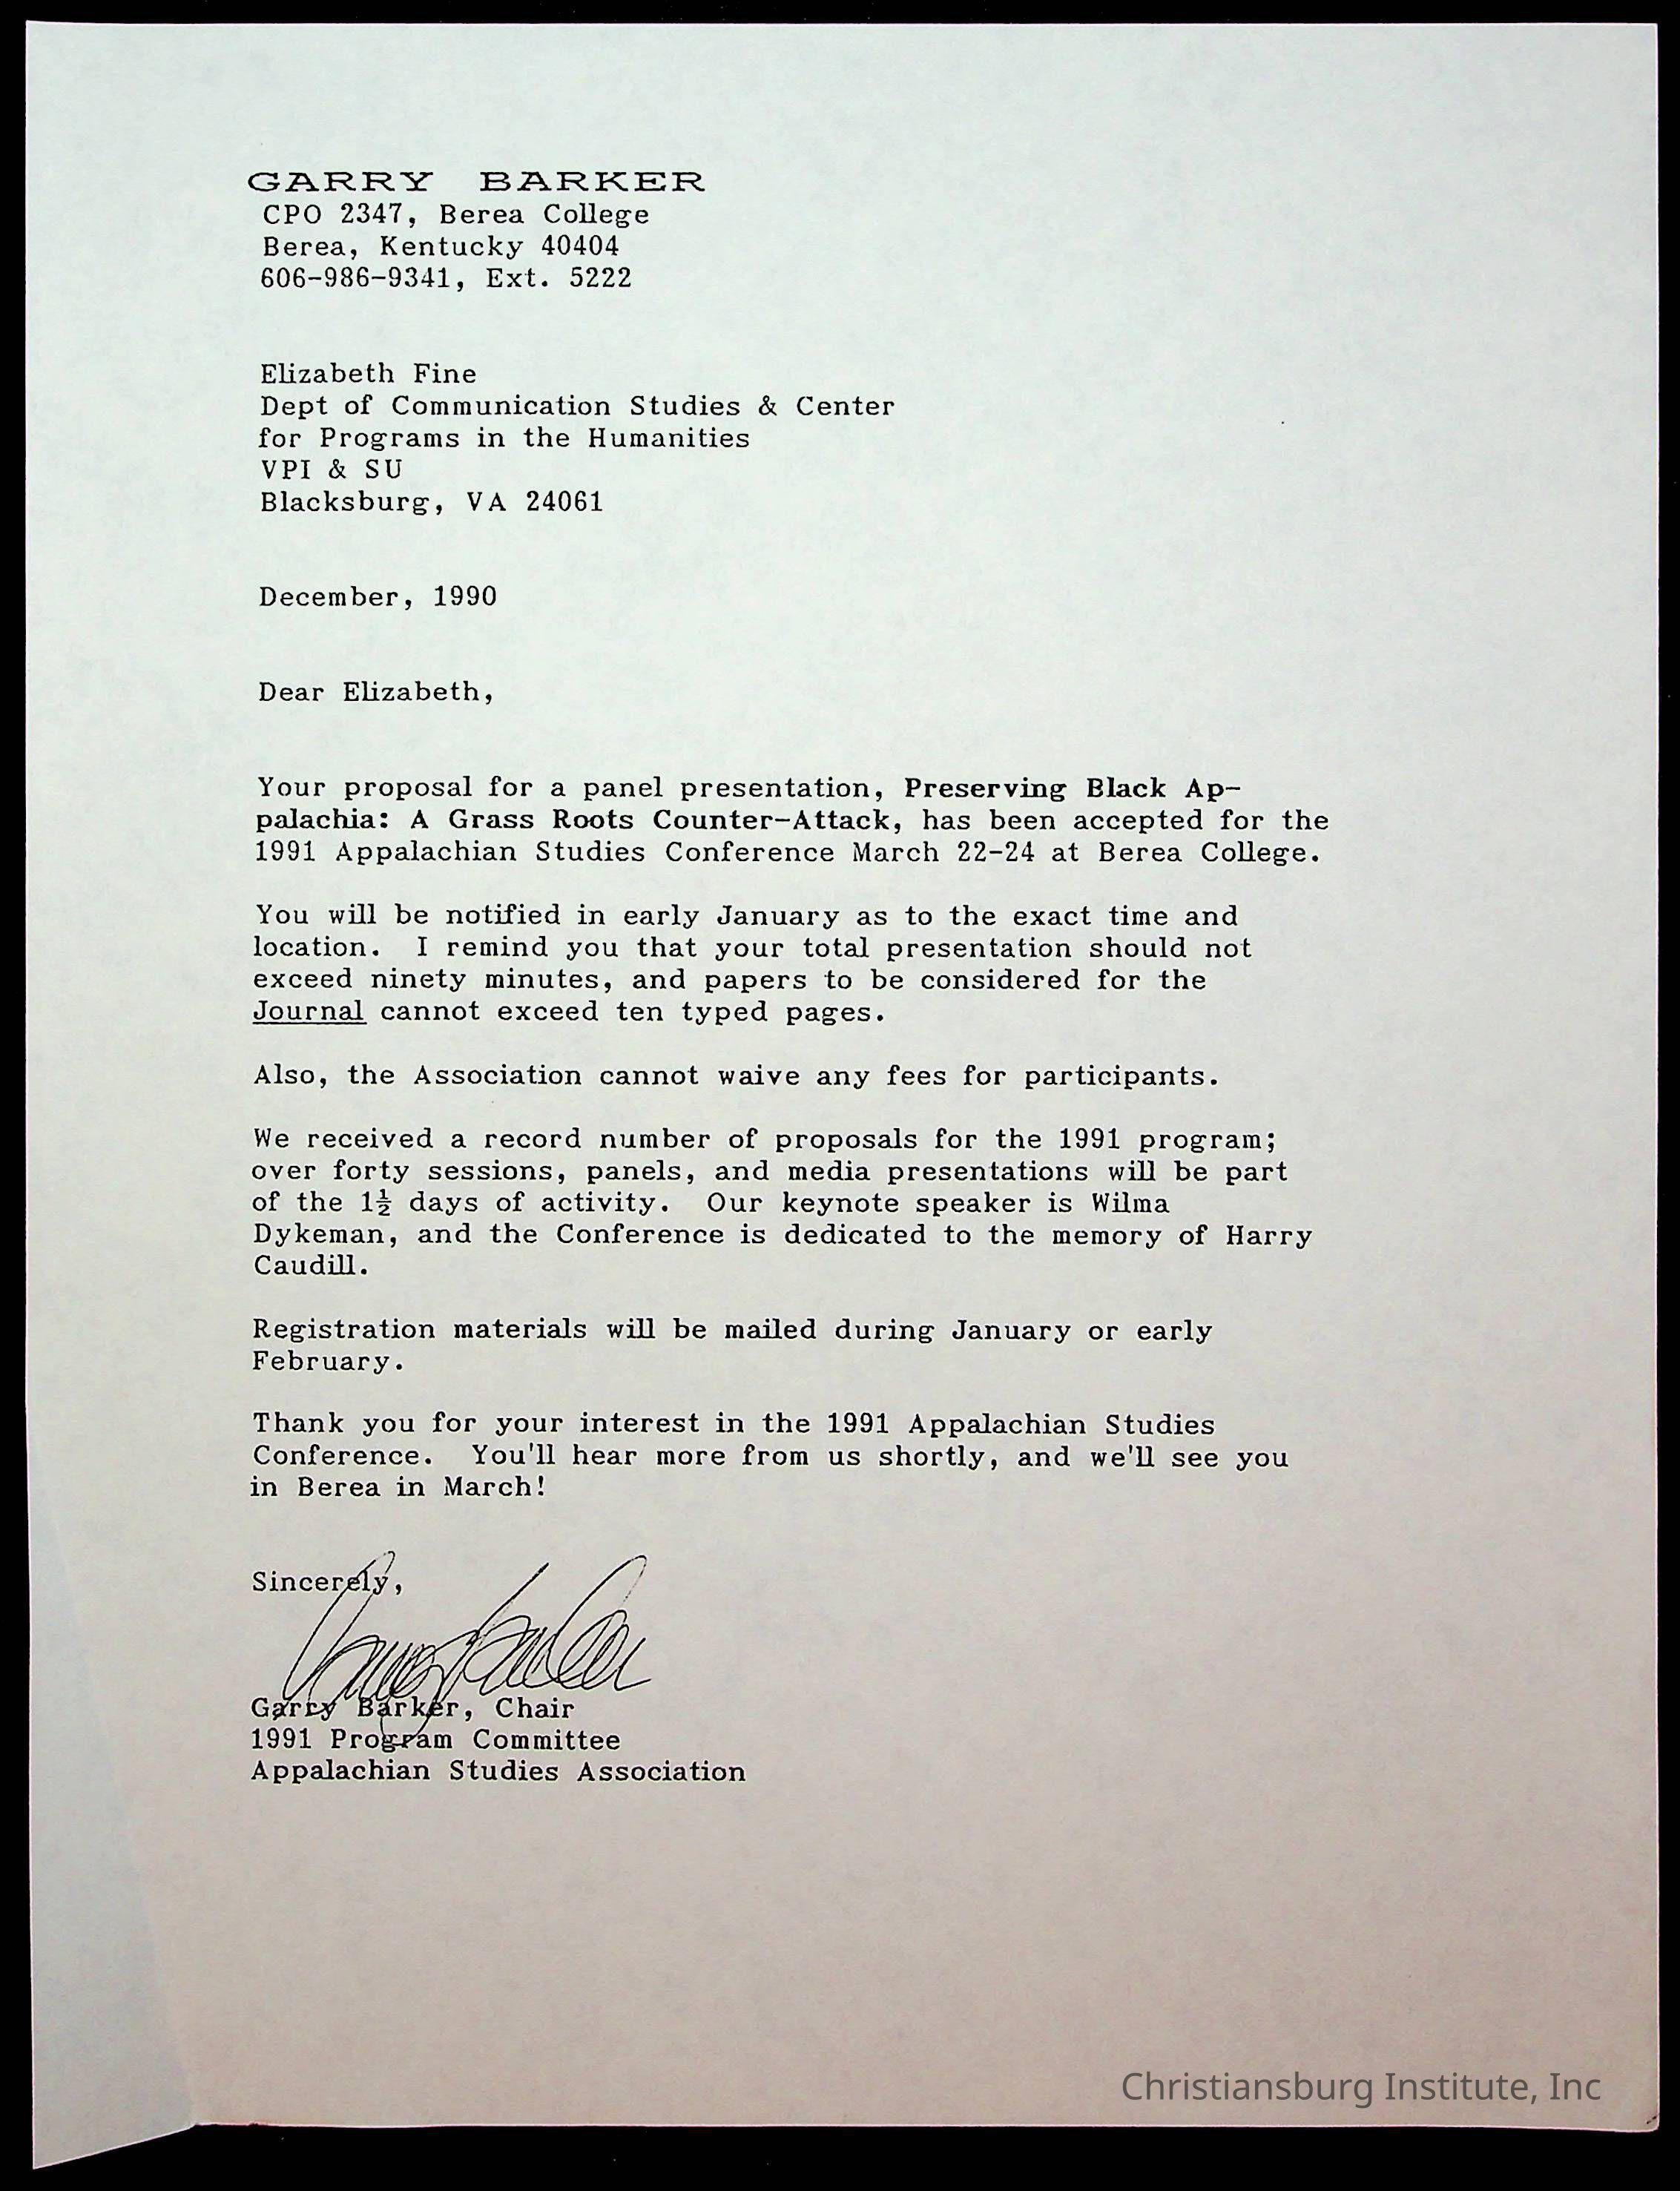 GARRY BARKER
CPO 2347, Berea College
Berea, Kentucky 40404
606-986-9341, Ext. 5222
Elizabeth Fine
Dept of Communication Studies & Center
for Programs in the Humanities
VPI & SU
Blacksburg, VA 24061
December, 1990
Dear Elizabeth,
Your proposal for a panel presentation, Preserving Black Ap-
palachia: A Grass Roots Counter-Attack, has been accepted for the
1991 Appalachian Studies Conference March 22-24 at Berea College.
You will be notified in early January as to the exact time and
location. I remind you that your total presentation should not
exceed ninety minutes, and papers to be considered for the
Journal cannot exceed ten typed pages.
Also, the Association cannot waive any fees for participants.
We received a record number of proposals for the 1991 program;
over forty sessions, panels, and media presentations will be part
of the 1½ days of activity. Our keynote speaker is Wilma
Dykeman, and the Conference is dedicated to the memory of Harry
Caudill.
Registration materials will be mailed during January or early
February.
Thank you for your interest in the 1991 Appalachian Studies
Conference. You'll hear more from us shortly, and we'll see you
in Berea in March!
Sincerely,
Garry Barker
Garry Barker, Chair
1991 Program Committee
Appalachian Studies Association
Christiansburg Institute, Inc